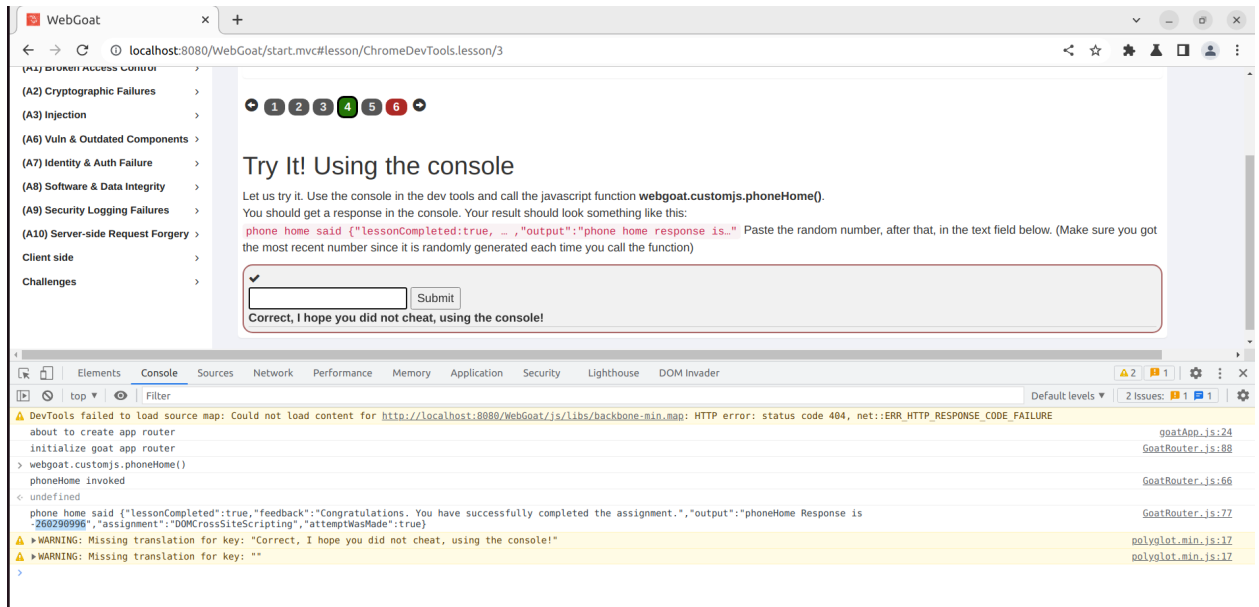 WebGoat
localhost:8080/WebGoat/start.mvc#lesson/ChromeDevTools.lesson/3
(A1) Broken Access Control
(A2) Cryptographic Failures
(A3) Injection
(A6) Vuln & Outdated Components
(A7) Identity & Auth Failure
(A8) Software & Data Integrity
(A9) Security Logging Failures
(A10) Server-side Request Forgery
Client side
Challenges
1 2 3 4 5 6
Try It! Using the console
Let us try it. Use the console in the dev tools and call the javascript function webgoat.customjs.phoneHome().
You should get a response in the console. Your result should look something like this:
phone home said {"lessonCompleted:true, … ,"output":"phone home response is…" Paste the random number, after that, in the text field below. (Make sure you got
the most recent number since it is randomly generated each time you call the function)
Submit
Correct, I hope you did not cheat, using the console!
Elements Console Sources Network Performance Memory Application Security Lighthouse DOM Invader 2 1
top Filter Default levels 2 Issues: 1 1
DevTools failed to load source map: Could not load content for http://localhost:8080/WebGoat/js/libs/backbone-min.map: HTTP error: status code 404, net::ERR_HTTP_RESPONSE_CODE_FAILURE
about to create app router goatApp.js:24
initialize goat app router GoatRouter.js:88
webgoat.customjs.phoneHome()
phoneHome invoked GoatRouter.js:66
undefined
phone home said {"lessonCompleted":true,"feedback":"Congratulations. You have successfully completed the assignment.","output":"phoneHome Response is GoatRouter.js:77
-260290996","assignment":"DOMCrossSiteScripting","attemptWasMade":true}
WARNING: Missing translation for key: "Correct, I hope you did not cheat, using the console!" polyglot.min.js:17
WARNING: Missing translation for key: "" polyglot.min.js:17